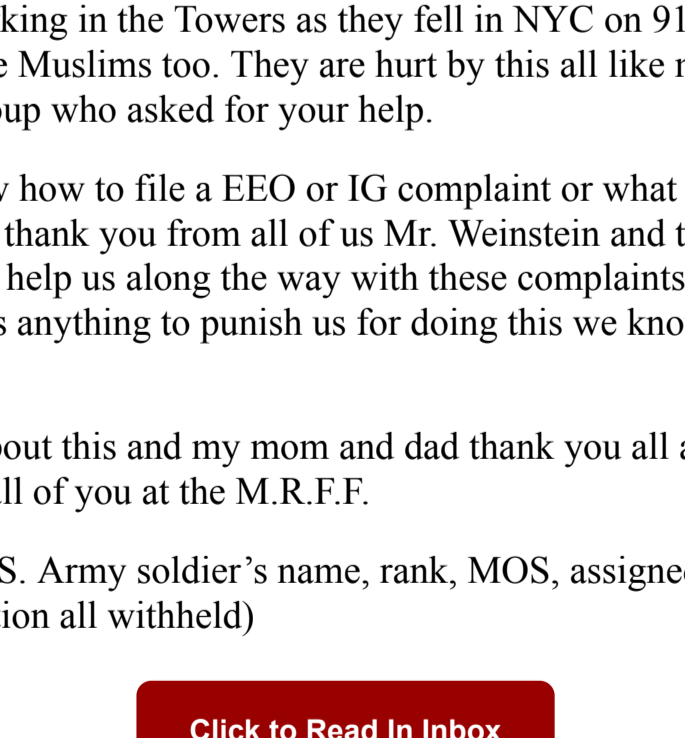 king in the Towers as they fell in NYC on 91
e Muslims too. They are hurt by this all like
oup who asked for your help.
how to file a EEO or IG complaint or what
thank you from all of us Mr. Weinstein and t
help us along the way with these complaints
s anything to punish us for doing this we kno
out this and my mom and dad thank you all a
ll of you at the M.R.F.F.
S. Army soldier’s name, rank, MOS, assigne
tion all withheld)
Click to Read In Inbox